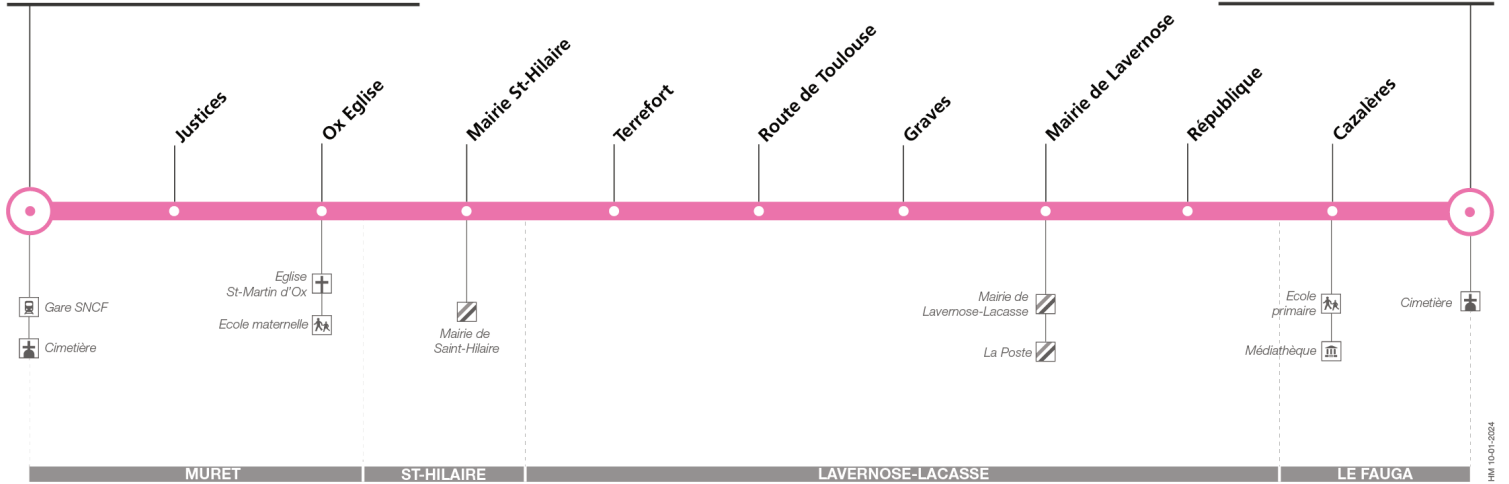 Justices
Ox Eglise
Mairie St-Hilaire
Terrefort
Route de Toulouse
Graves
Mairie de Lavernose
République
Cazalères
Gare SNCF
Cimetière
Eglise
St-Martin d'Ox
Ecole maternelle
Mairie de
Saint-Hilaire
Mairie de
Lavernose-Lacasse
La Poste
Ecole
primaire
Médiathèque
Cimetière
MURET
ST-HILAIRE
LAVERNOSE-LACASSE
LE FAUGA
HM 10-01-2024